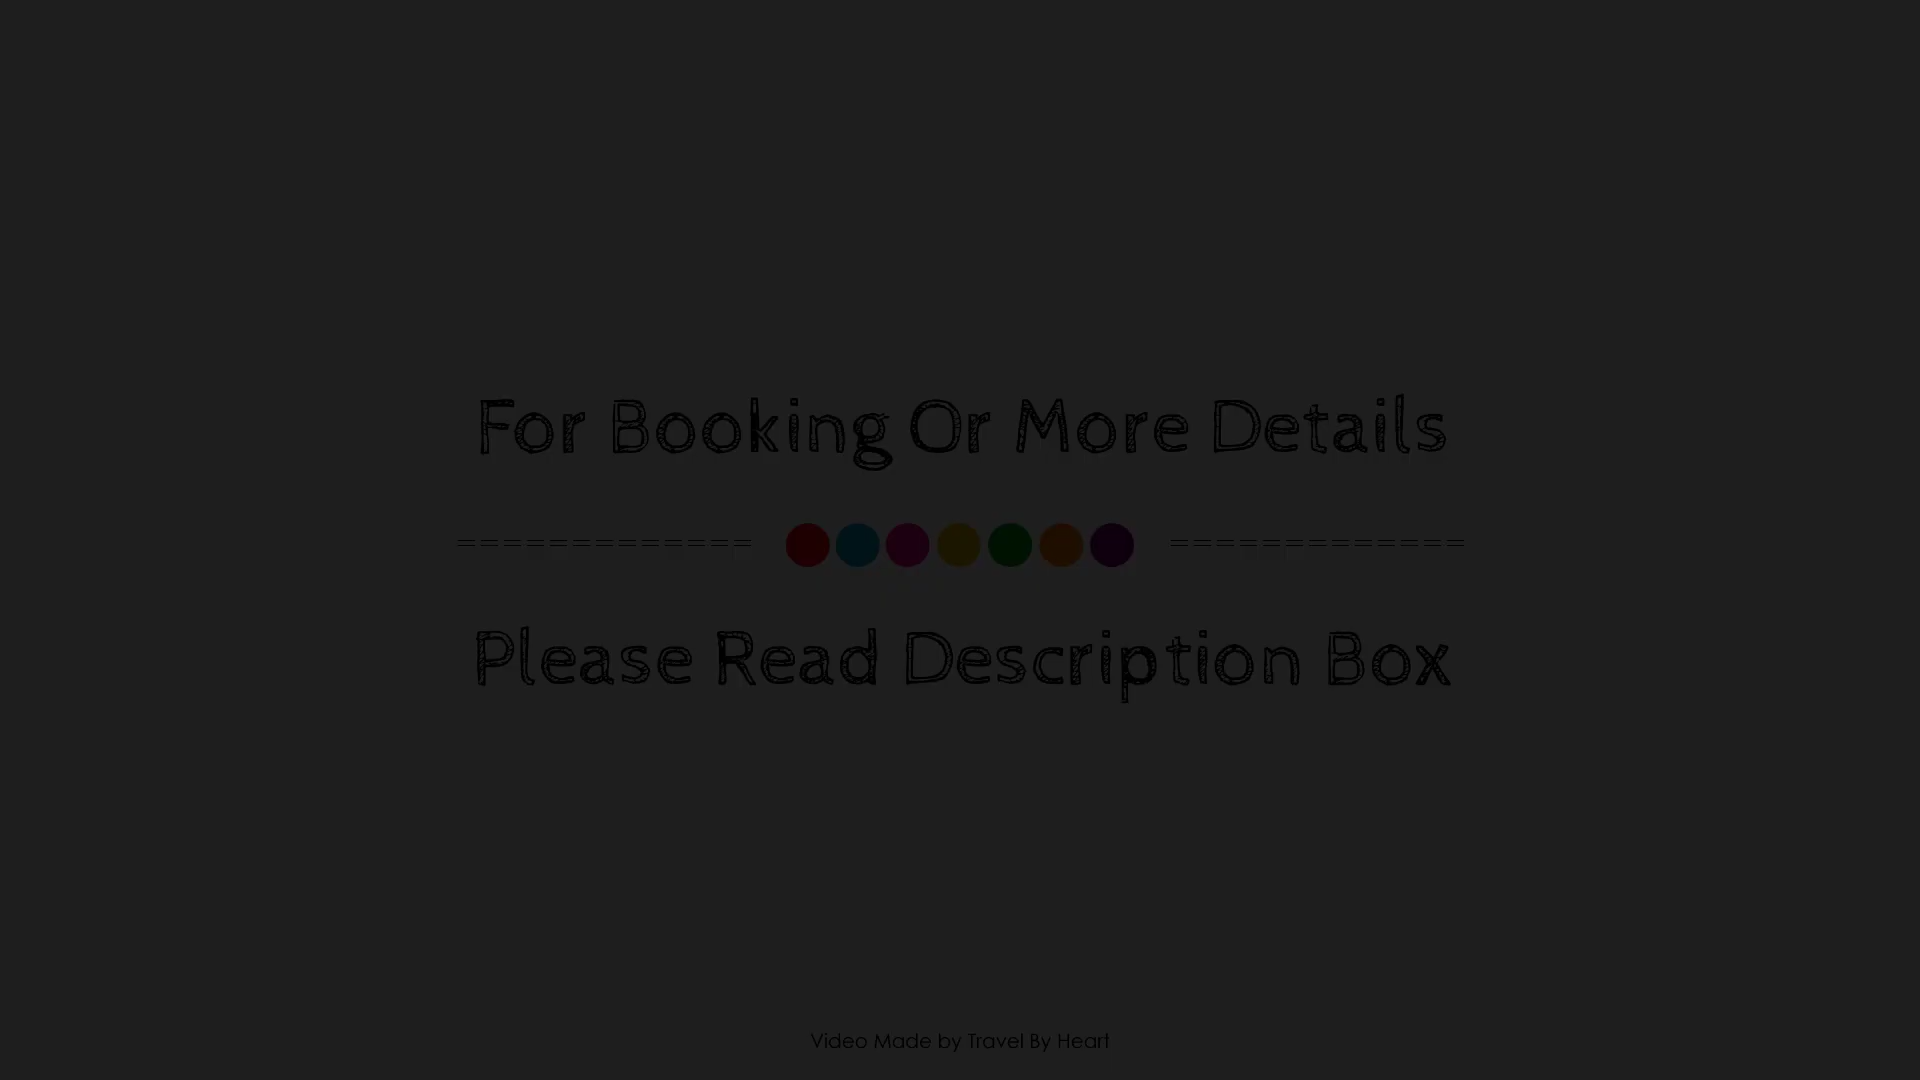 For Booking Or More Details
============= =============
Please Read Description Box
Video Made by Travel By Heart